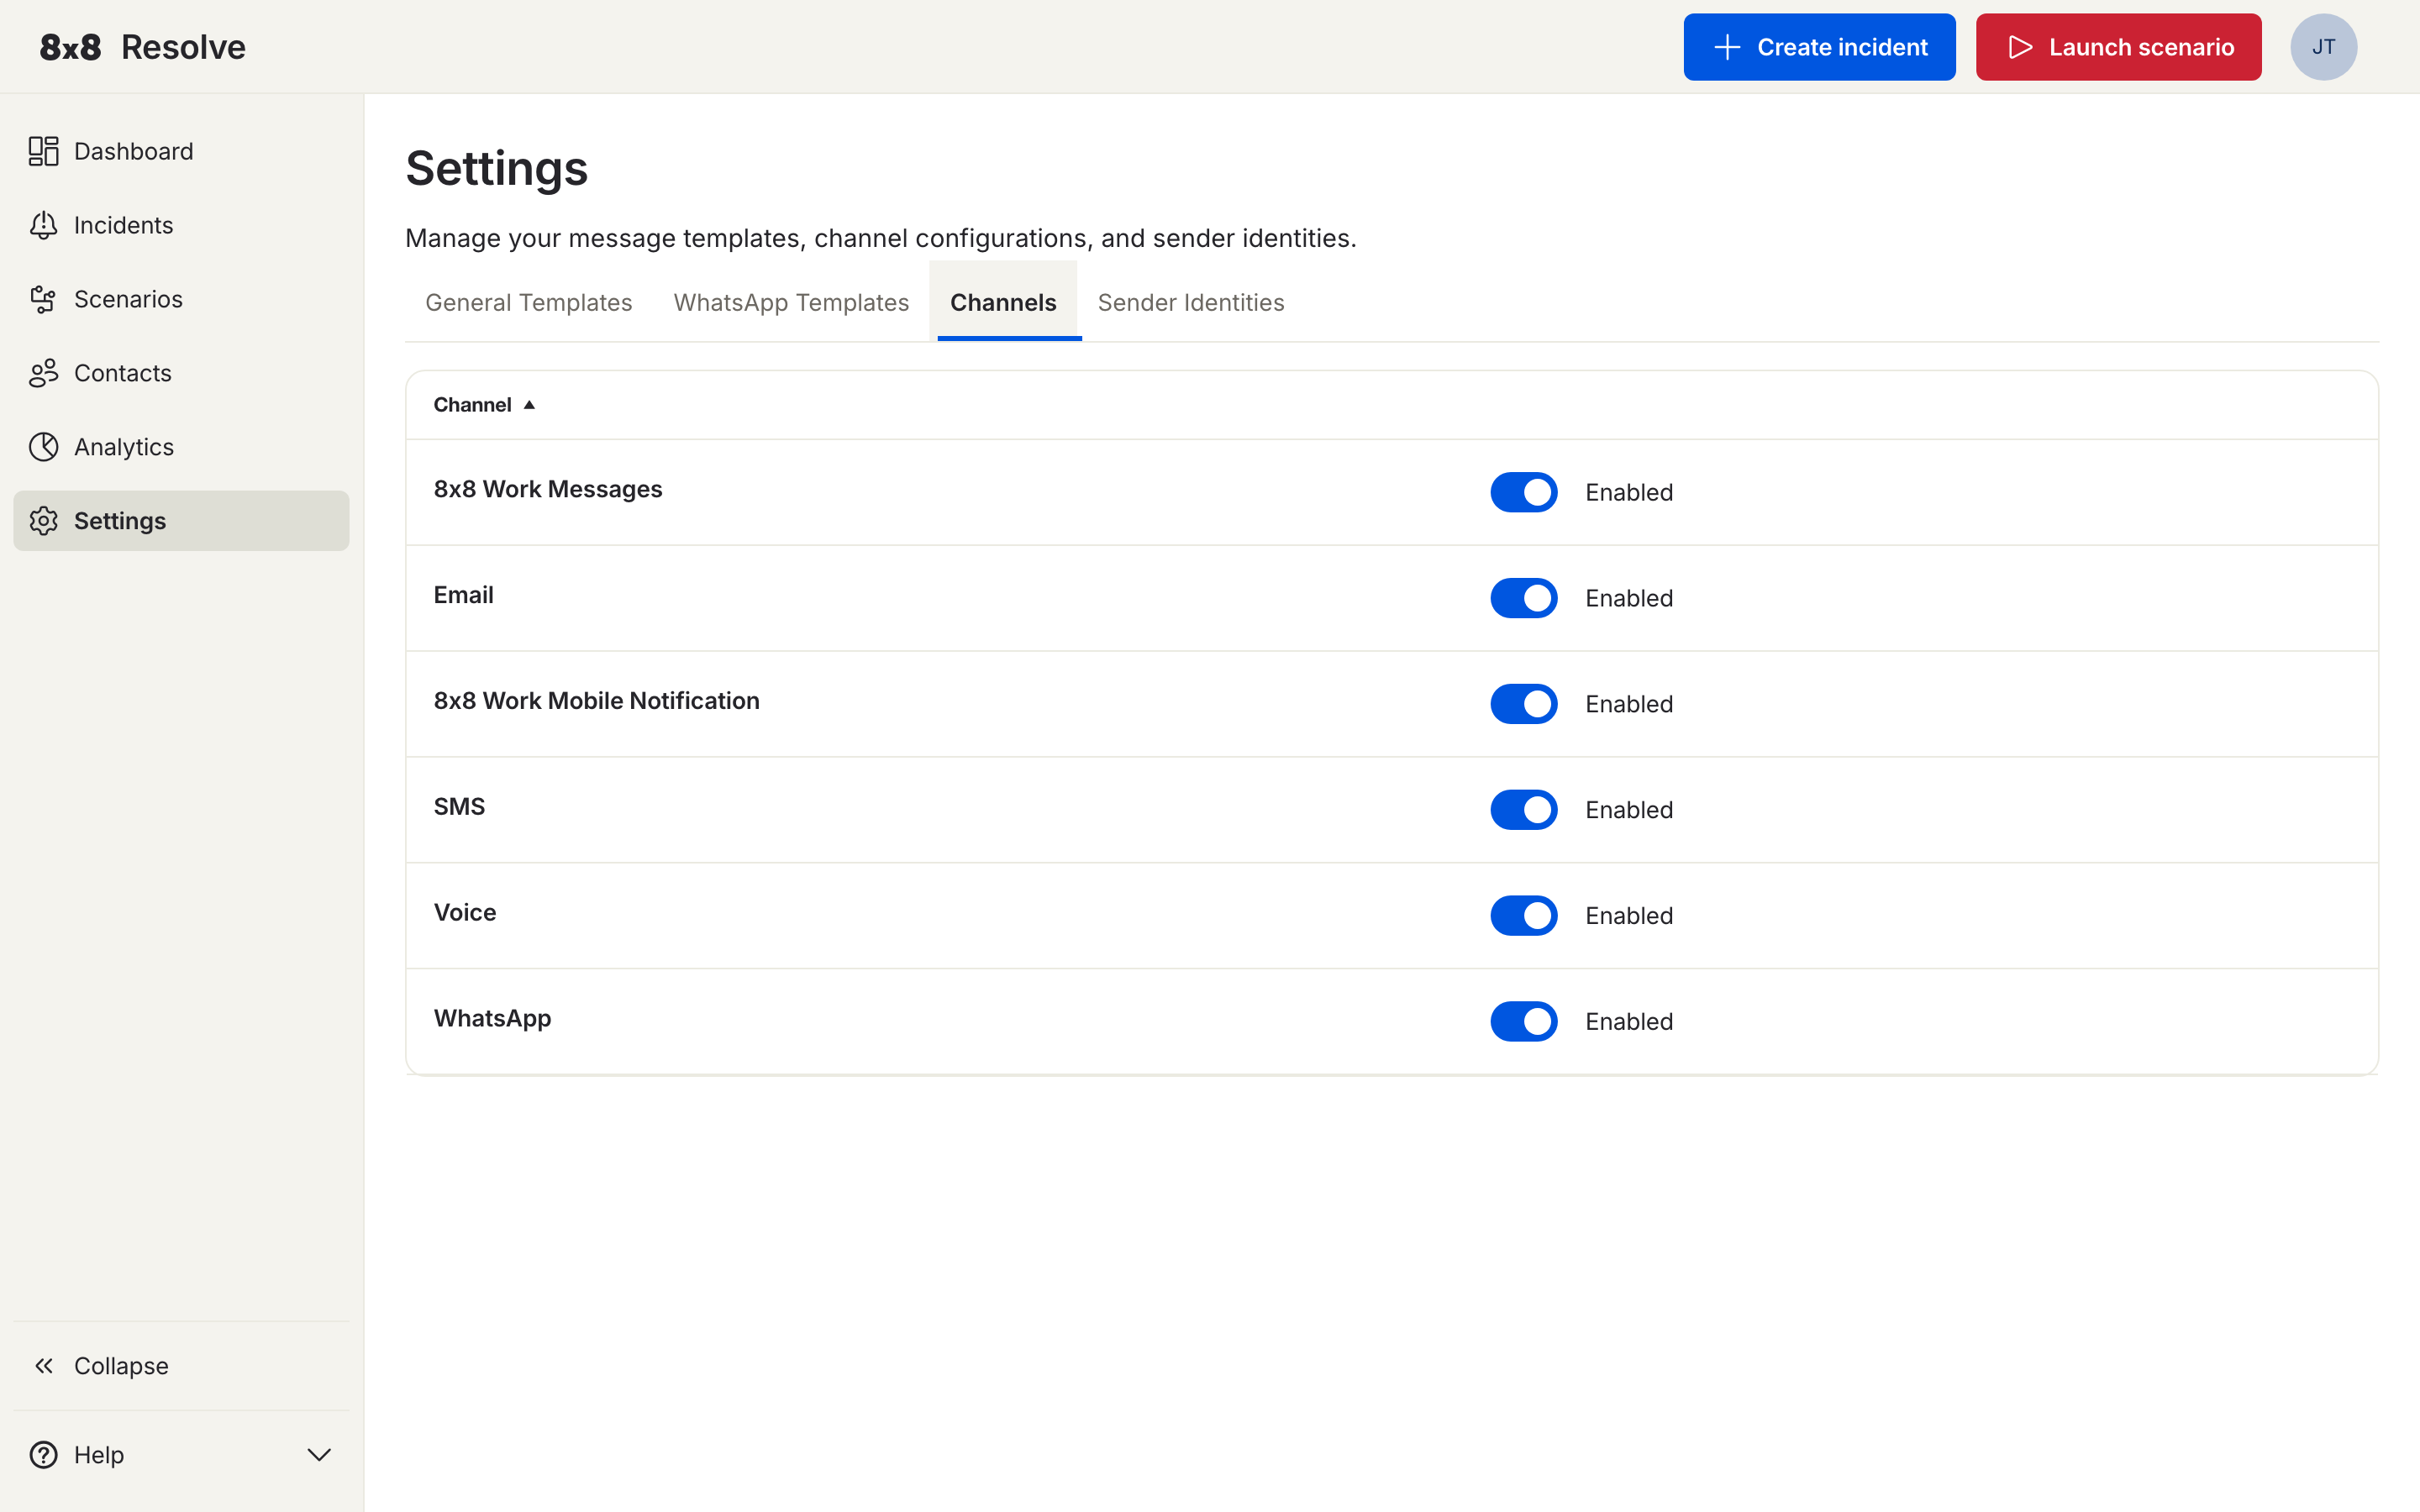 8x8 Resolve
Create incident
Launch scenario
JT
Dashboard
Incidents
Scenarios
Contacts
Analytics
Settings
Collapse
Help
Settings
Manage your message templates, channel configurations, and sender identities.
General Templates WhatsApp Templates Channels Sender Identities
Channel
8x8 Work Messages Enabled
Email Enabled
8x8 Work Mobile Notification Enabled
SMS Enabled
Voice Enabled
WhatsApp Enabled